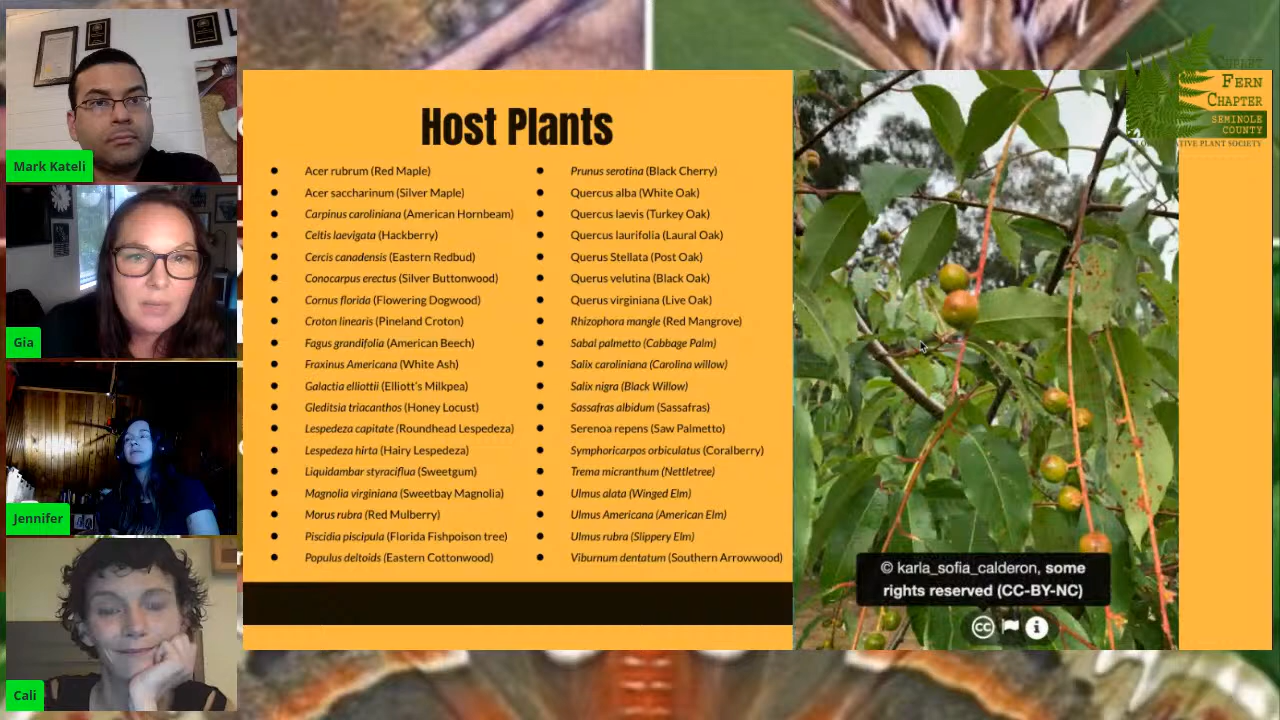 Mark Kateli
Gia
Jennifer
Cali
Host Plants
Acer rubrum (Red Maple)
Acer saccharinum (Silver Maple)
Carpinus caroliniana (American Hornbeam)
Celtis laevigata (Hackberry)
Cercis canadensis (Eastern Redbud)
Conocarpus erectus (Silver Buttonwood)
Cornus florida (Flowering Dogwood)
Croton linearis (Pineland Croton)
Fagus grandifolia (American Beech)
Fraxinus Americana (White Ash)
Galactia elliottii (Elliott's Milkpea)
Gleditsia triacanthos (Honey Locust)
Lespedeza capitate (Roundhead Lespedeza)
Lespedeza hirta (Hairy Lespedeza)
Liquidambar styraciflua (Sweetgum)
Magnolia virginiana (Sweetbay Magnolia)
Morus rubra (Red Mulberry)
Piscidia piscipula (Florida Fishpoison tree)
Populus deltoids (Eastern Cottonwood)
Prunus serotina (Black Cherry)
Quercus alba (White Oak)
Quercus laevis (Turkey Oak)
Quercus laurifolia (Laural Oak)
Querus Stellata (Post Oak)
Querus velutina (Black Oak)
Querus virginiana (Live Oak)
Rhizophora mangle (Red Mangrove)
Sabal palmetto (Cabbage Palm)
Salix caroliniana (Carolina willow)
Salix nigra (Black Willow)
Sassafras albidum (Sassafras)
Serenoa repens (Saw Palmetto)
Symphoricarpos orbiculatus (Coralberry)
Trema micranthum (Nettletree)
Ulmus alata (Winged Elm)
Ulmus Americana (American Elm)
Ulmus rubra (Slippery Elm)
Viburnum dentatum (Southern Arrowwood)
© karla_sofia_calderon, some
rights reserved (CC-BY-NC)
cc
Fern
Chapter
Seminole
County
Native Plant Society